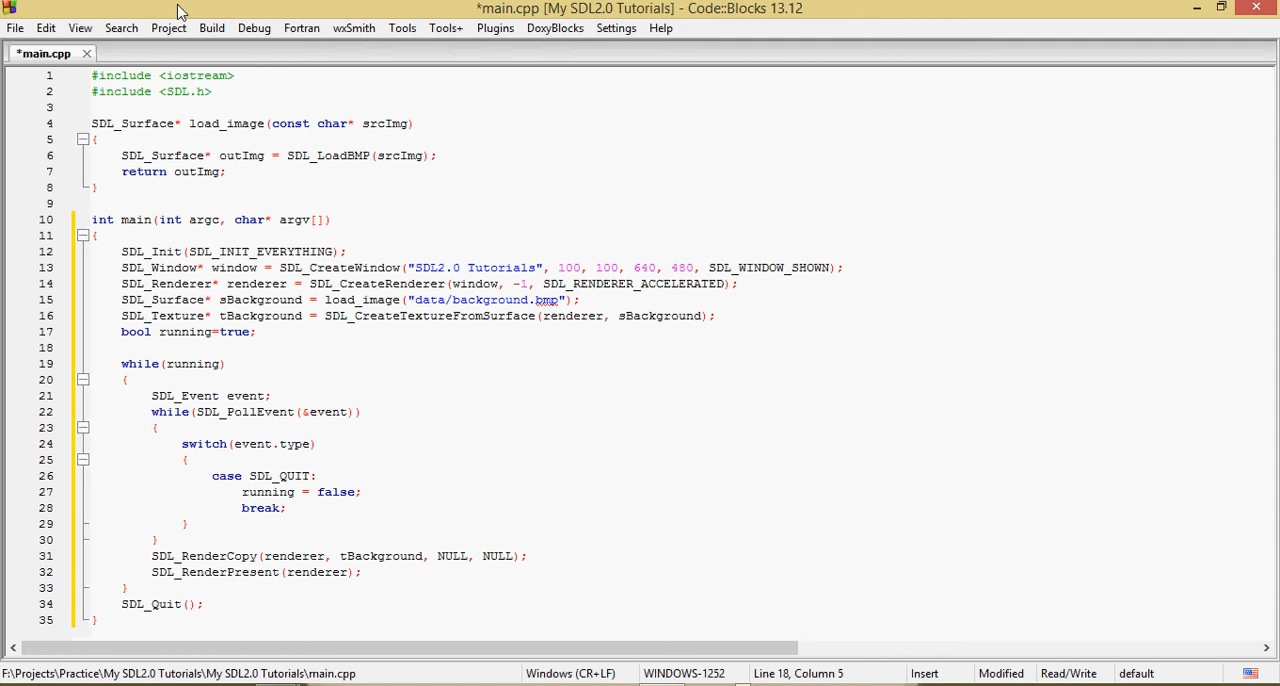 *main.cpp [My SDL2.0 Tutorials] - Code::Blocks 13.12
File Edit View Search Project Build Debug Fortran wxSmith Tools Tools+ Plugins DoxyBlocks Settings Help
*main.cpp
1 #include <iostream>
2 #include <SDL.h>
3
4 SDL_Surface* load_image(const char* srcImg)
5 {
6 SDL_Surface* outImg = SDL_LoadBMP(srcImg);
7 return outImg;
8 }
9
10 int main(int argc, char* argv[])
11 {
12 SDL_Init(SDL_INIT_EVERYTHING);
13 SDL_Window* window = SDL_CreateWindow("SDL2.0 Tutorials", 100, 100, 640, 480, SDL_WINDOW_SHOWN);
14 SDL_Renderer* renderer = SDL_CreateRenderer(window, -1, SDL_RENDERER_ACCELERATED);
15 SDL_Surface* sBackground = load_image("data/background.bmp");
16 SDL_Texture* tBackground = SDL_CreateTextureFromSurface(renderer, sBackground);
17 bool running=true;
18
19 while(running)
20 {
21 SDL_Event event;
22 while(SDL_PollEvent(&event))
23 {
24 switch(event.type)
25 {
26 case SDL_QUIT:
27 running = false;
28 break;
29 }
30 }
31 SDL_RenderCopy(renderer, tBackground, NULL, NULL);
32 SDL_RenderPresent(renderer);
33 }
34 SDL_Quit();
35 }
F:\Projects\Practice\My SDL2.0 Tutorials\My SDL2.0 Tutorials\main.cpp Windows (CR+LF) WINDOWS-1252 Line 18, Column 5 Insert Modified Read/Write default